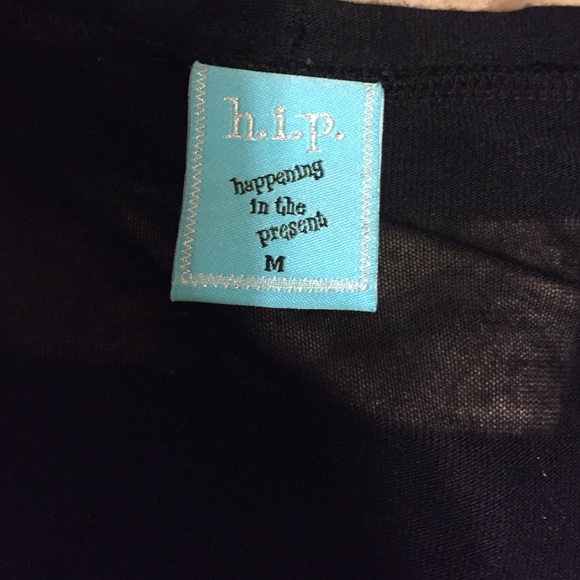 h.i.p.
happening
in the
present
M